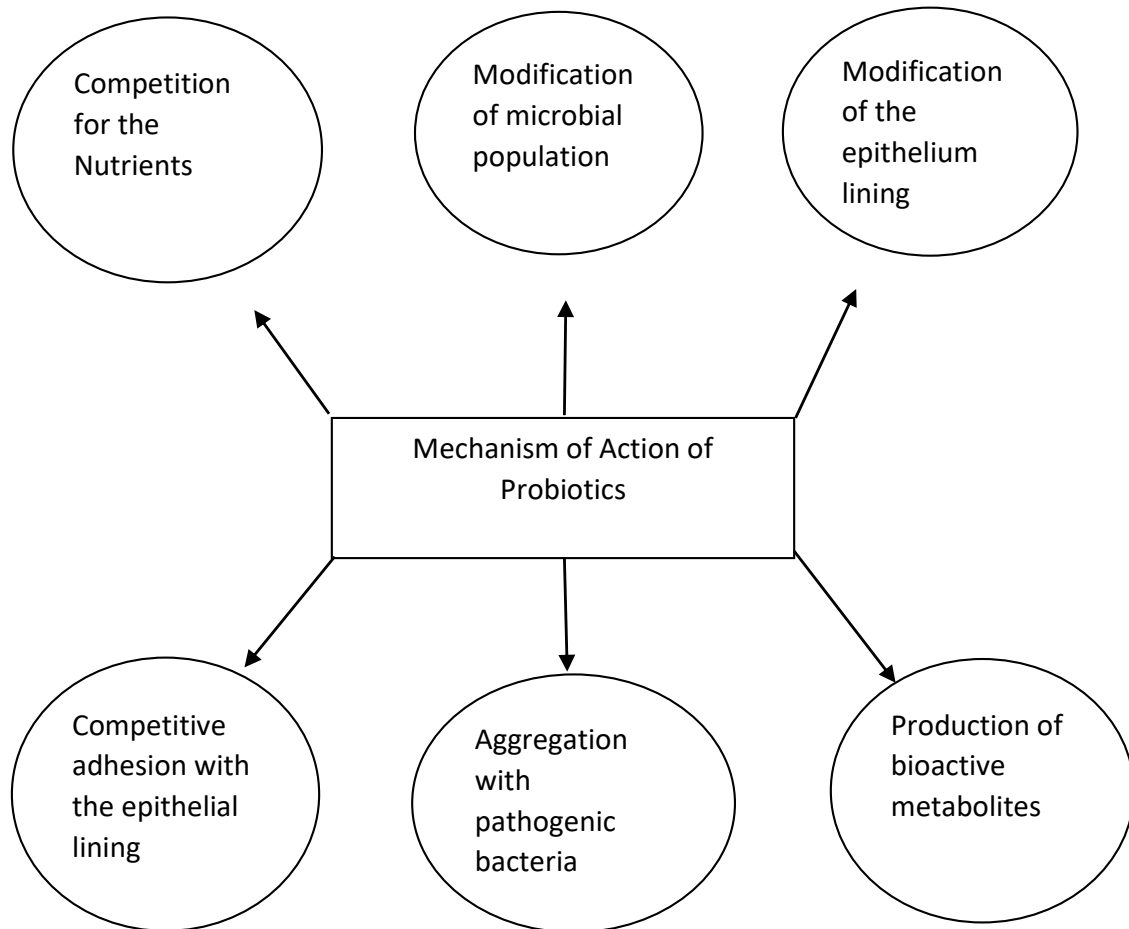 Competition
for the
Nutrients
Modification
of microbial
population
Modification
of the
epithelium
lining
Mechanism of Action of
Probiotics
Competitive
adhesion with
the epithelial
lining
Aggregation
with
pathogenic
bacteria
Production of
bioactive
metabolites